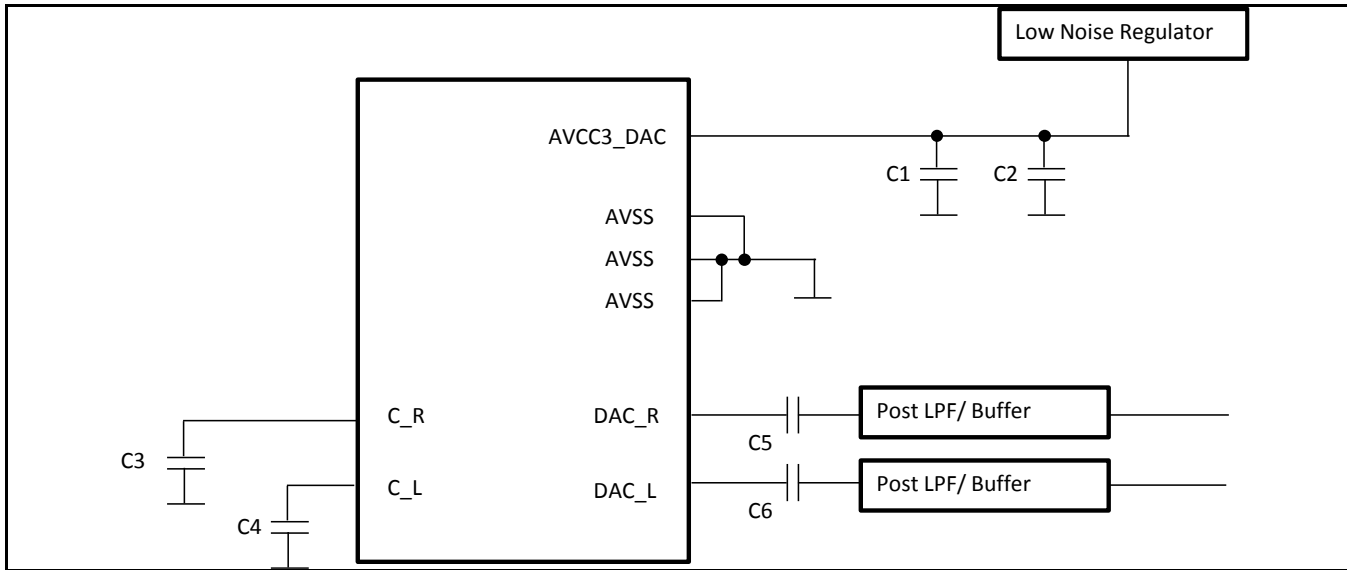 Low Noise Regulator
AVCC3_DAC
C1
C2
AVSS
AVSS
AVSS
C_R
DAC_R
Post LPF/ Buffer
C5
C3
C_L
DAC_L
Post LPF/ Buffer
C6
C4